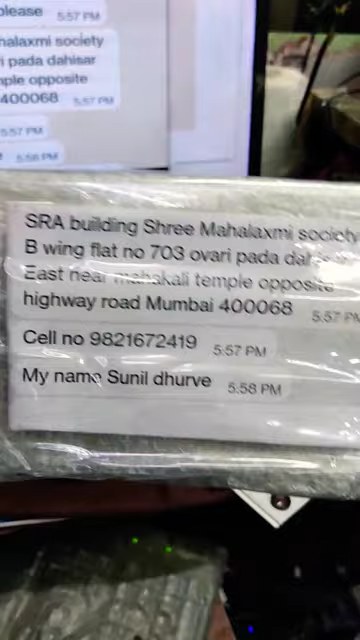 please 5:57 PM
halaxmi society
i pada dahisar
mple opposite
400068 5:57 PM
5:57 PM
5:58 PM
SRA building Shree Mahalaxmi society
B wing flat no 703 ovari pada
East near mahakali temple opposite
highway road Mumbai 400068 5:57 PM
Cell no 9821672419 5:57 PM
My name Sunil dhurve 5:58 PM